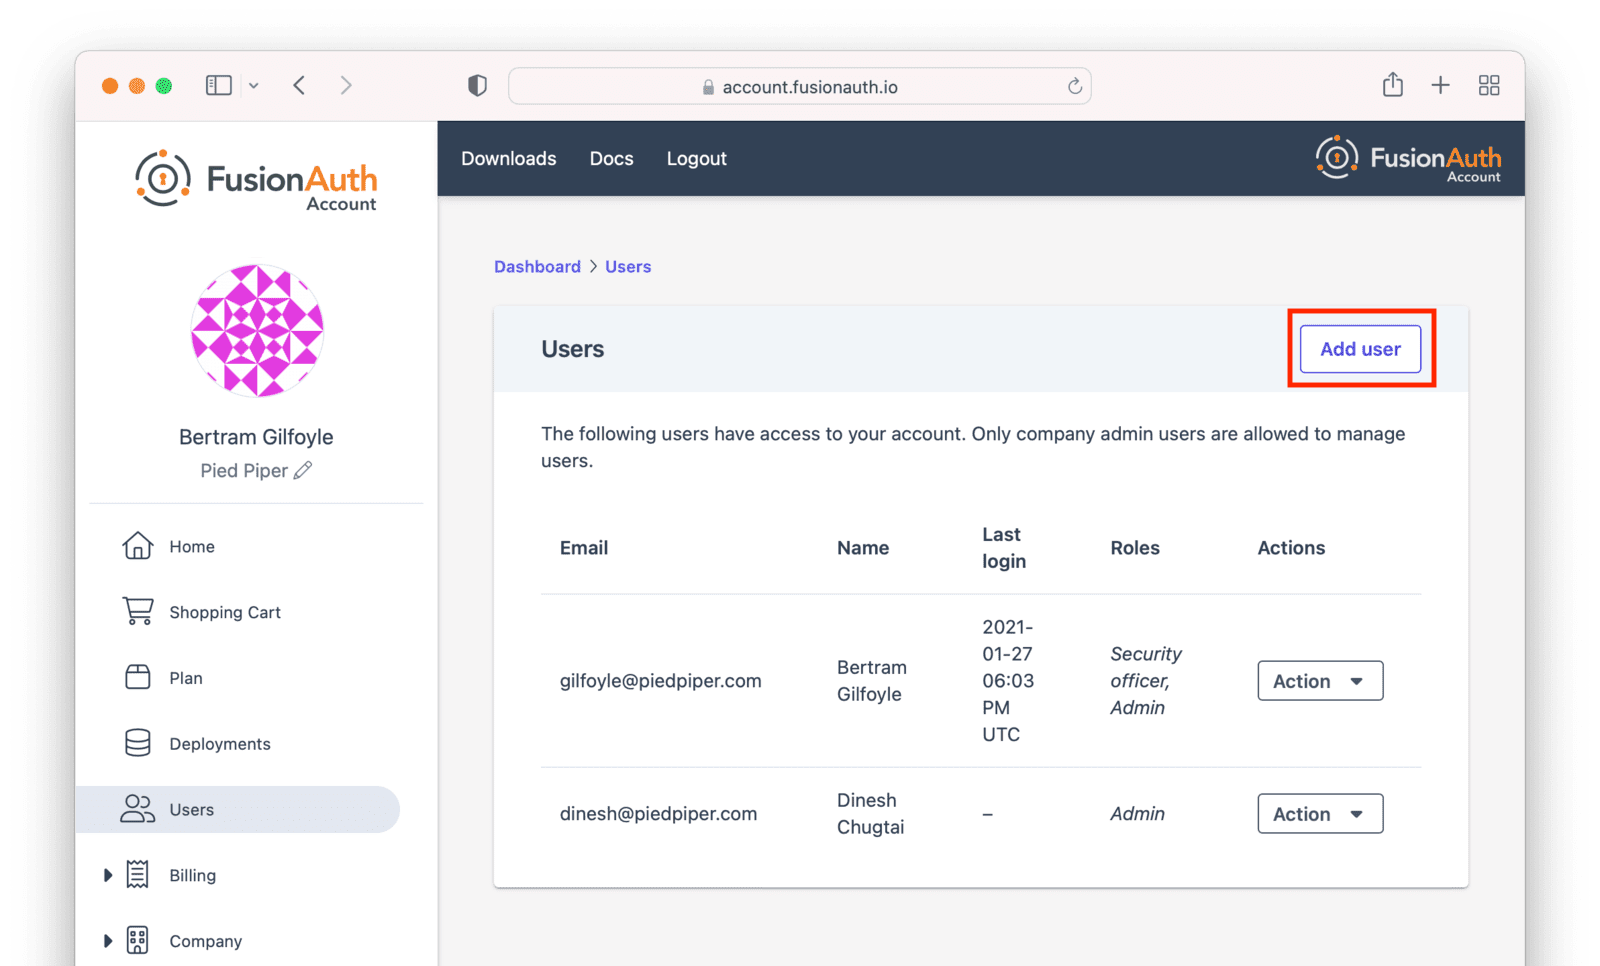 account.fusionauth.io
FusionAuth
Account
Bertram Gilfoyle
Pied Piper
Home
Shopping Cart
Plan
Deployments
Users
Billing
Company
Downloads
Docs
Logout
FusionAuth
Account
Dashboard
Users
Users
Add user
The following users have access to your account. Only company admin users are allowed to manage
users.
Email
Name
Last
login
Roles
Actions
gilfoyle@piedpiper.com
Bertram
Gilfoyle
2021-
01-27
06:03
PM
UTC
Security
officer,
Admin
Action
dinesh@piedpiper.com
Dinesh
Chugtai
–
Admin
Action